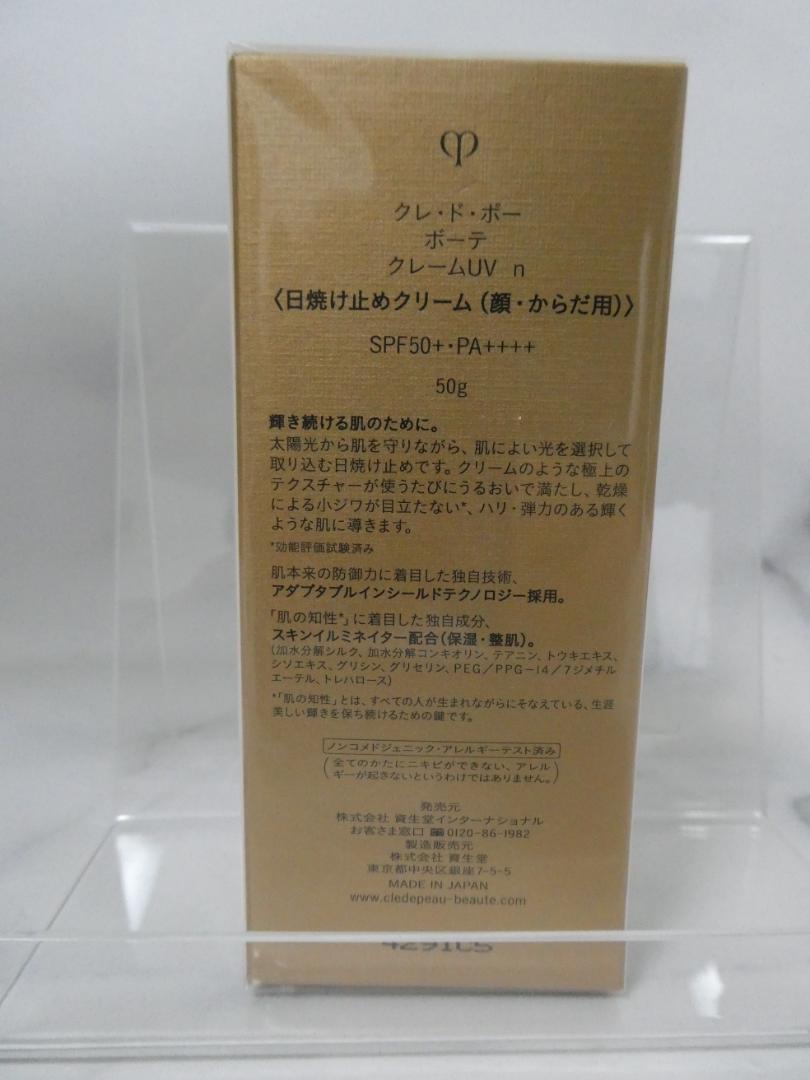 クレ・ド・ポー
ボーテ
クレームUV n
〈日焼け止めクリーム(顔・からだ用)〉
SPF50+・PA++++
50g
輝き続ける肌のために。
太陽光から肌を守りながら、肌によい光を選択して
取り込む日焼け止めです。クリームのような極上の
テクスチャーが使うたびにうるおいで満たし、乾燥
による小ジワが目立たない*、ハリ・弾力のある輝く
ような肌に導きます。
*効能評価試験済み
肌本来の防御力に着目した独自技術、
アダプタブルインシールドテクノロジー採用。
「肌の知性*」に着目した独自成分、
スキンイルミネイター配合(保湿・整肌)。
(加水分解シルク、加水分解コンキオリン、テアニン、トウキエキス、
シソエキス、グリシン、グリセリン、PEG/PPG-14/7ジメチル
エーテル、トレハロース)
*「肌の知性」とは、すべての人が生まれながらにそなえている、生涯
美しい輝きを保ち続けるための鍵です。
ノンコメドジェニック・アレルギーテスト済み
(全てのかたにニキビができない、アレル
ギーが起きないというわけではありません。)
発売元
株式会社 資生堂インターナショナル
お客さま窓口 0120-86-1982
製造販売元
株式会社 資生堂
東京都中央区銀座7-5-5
MADE IN JAPAN
www.cledepeau-beaute.com